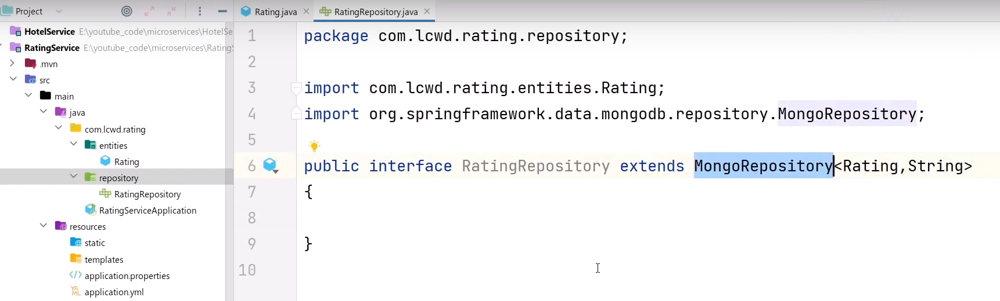 Project
HotelService E:\youtube_code\microservices\HotelSe
RatingService E:\youtube_code\microservices\Rating
.mvn
src
main
java
com.lcwd.rating
entities
Rating
repository
RatingRepository
RatingServiceApplication
resources
static
templates
application.properties
application.yml
Rating.java RatingRepository.java
1 package com.lcwd.rating.repository;
2
3 import com.lcwd.rating.entities.Rating;
4 import org.springframework.data.mongodb.repository.MongoRepository;
5
6 public interface RatingRepository extends MongoRepository<Rating,String>
7 {
8
9 }
10